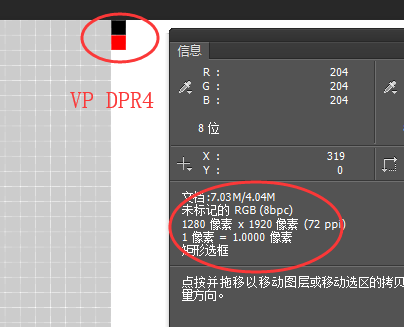 信息
VP DPR4
R : 204
G : 204
B : 204
8 位
X : 319
Y : 0
文档:7.03M/4.04M
未标记的 RGB (8bpc)
1280 像素 x 1920 像素 (72 ppi)
1 像素 = 1.0000 像素
矩形选框
点按并拖移以移动图层或移动选区的拷贝
量方向。